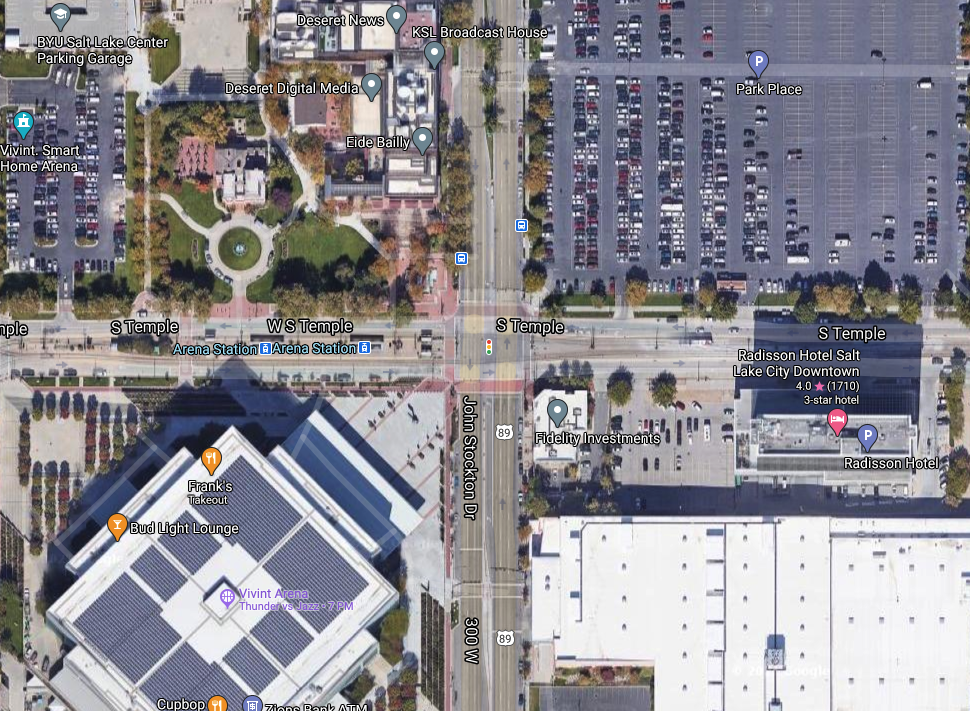 Deseret News
KSL Broadcast House
BYU Salt Lake Center
Parking Garage
P
Park Place
Deseret Digital Media
Eide Bailly
Vivint. Smart
Home Arena
mple
S Temple
W S Temple
S Temple
S Temple
Arena Station
Arena Station
Radisson Hotel Salt
Lake City Downtown
4.0 ★ (1710)
3-star hotel
John Stockton Dr
89
Fidelity Investments
P
Radisson Hotel
Frank's
Takeout
Bud Light Lounge
Vivint Arena
Thunder vs Jazz · 7 PM
300 W
89
Cupbop
Zions Bank ATM
Google